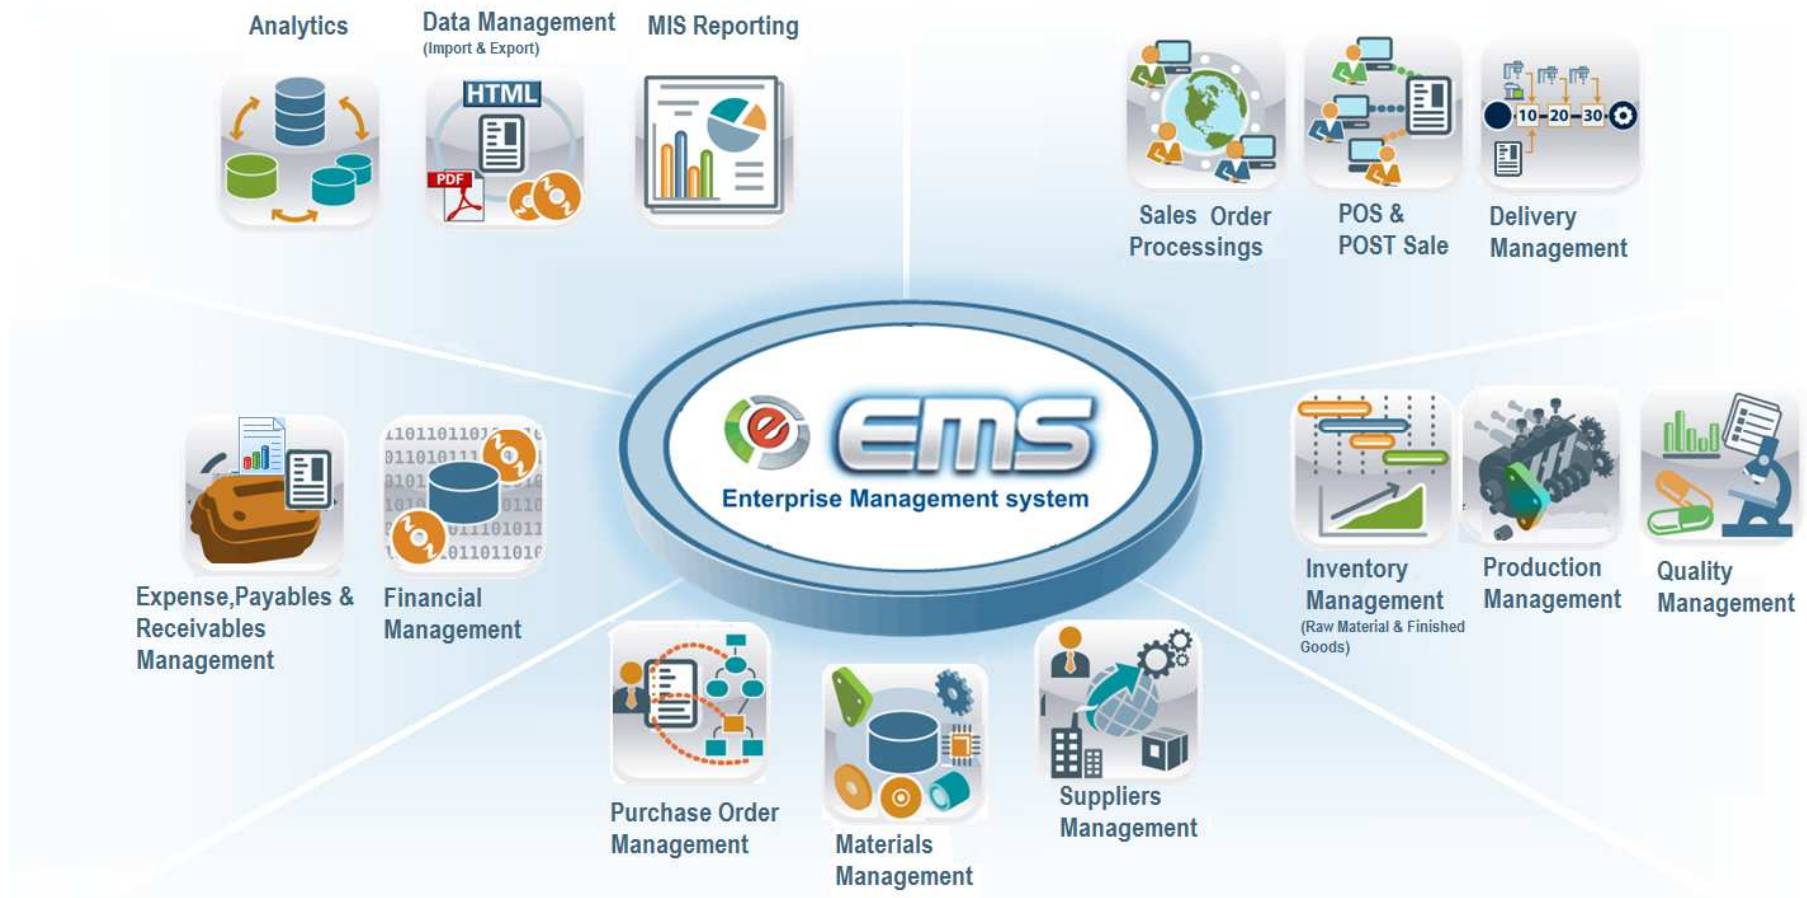 Analytics
Data Management
(Import & Export)
MIS Reporting
HTML
PDF
10 20 30
Sales Order
Processings
POS &
POST Sale
Delivery
Management
e EMS
Enterprise Management system
Expense,Payables &
Receivables
Management
Financial
Management
Inventory
Management
(Raw Material & Finished
Goods)
Production
Management
Quality
Management
Purchase Order
Management
Materials
Management
Suppliers
Management